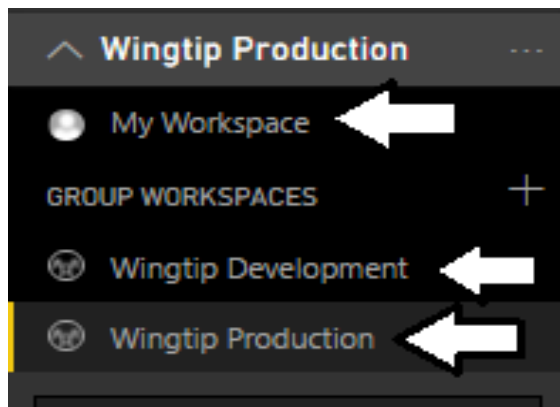 Wingtip Production
My Workspace
GROUP WORKSPACES
Wingtip Development
Wingtip Production